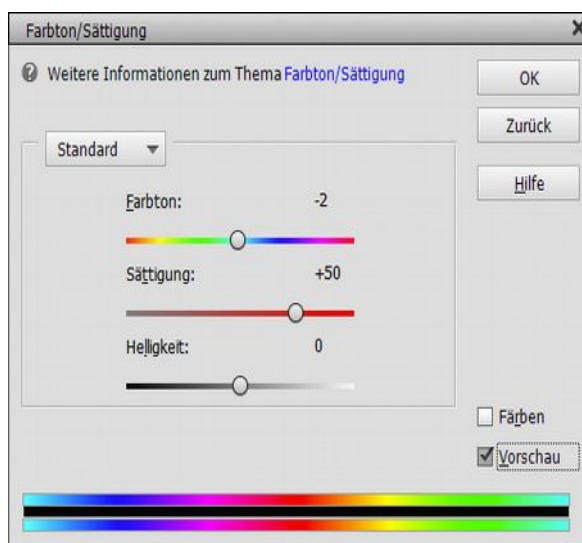 Farbton/Sättigung
Weitere Informationen zum Thema Farbton/Sättigung
OK
Zurück
Hilfe
Standard
Farbton: -2
Sättigung: +50
Helligkeit: 0
Färben
Vorschau